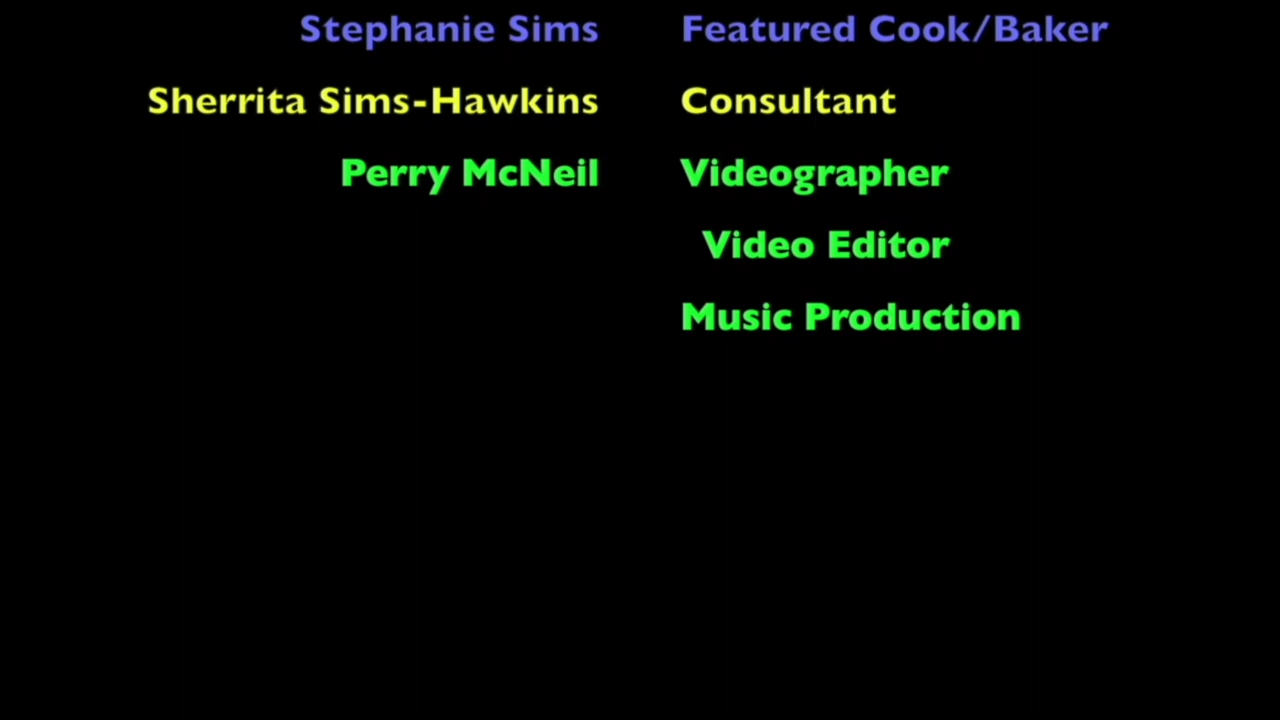 Stephanie Sims Featured Cook/Baker
Sherrita Sims-Hawkins Consultant
Perry McNeil Videographer
Video Editor
Music Production